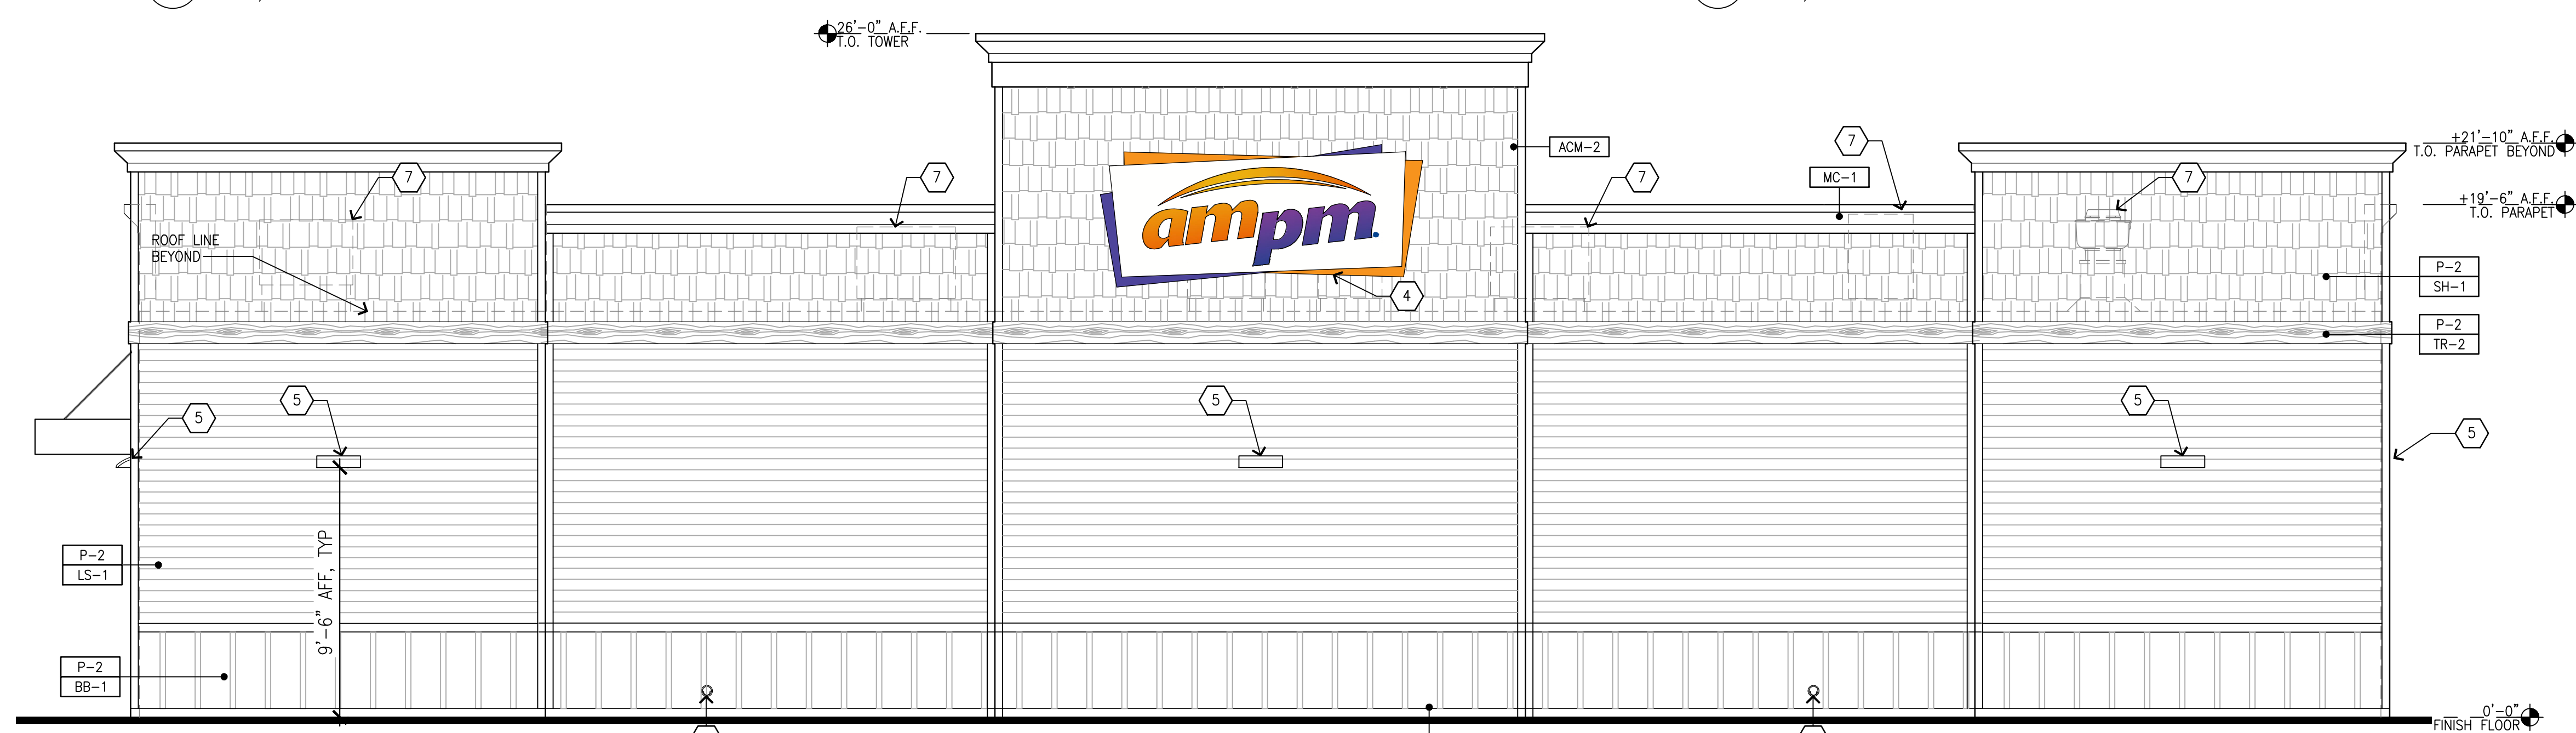 26'-0" A.F.F.
T.O. TOWER
+21'-10" A.F.F.
T.O. PARAPET BEYOND
ACM-2
7
7
7
7
MC-1
7
+19'-6" A.F.F.
T.O. PARAPET
ampm.
ROOF LINE
BEYOND
P-2
SH-1
4
P-2
TR-2
5
5
5
5
5
P-2
LS-1
9'-6" AFF, TYP
P-2
BB-1
0'-0"
FINISH FLOOR